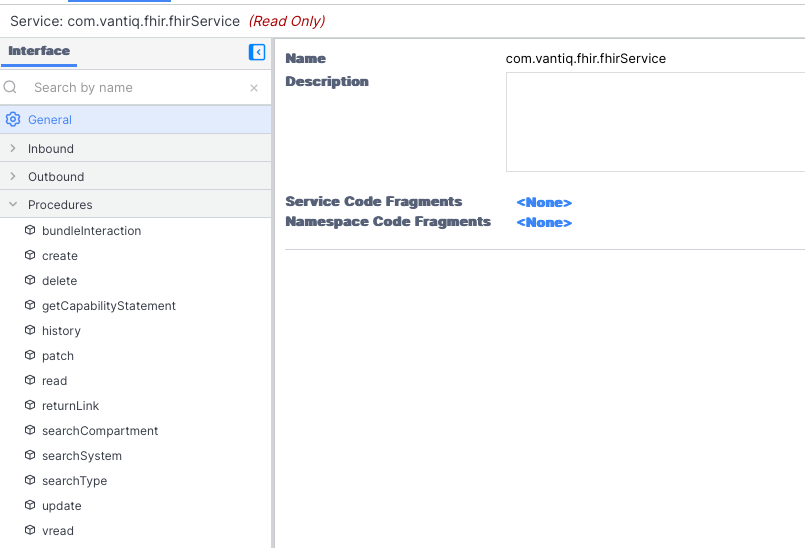 Service: com.vantiq.fhir.fhirService (Read Only)
Interface
Search by name
General
Inbound
Outbound
Procedures
bundleInteraction
create
delete
getCapabilityStatement
history
patch
read
returnLink
searchCompartment
searchSystem
searchType
update
vread
Name com.vantiq.fhir.fhirService
Description
Service Code Fragments <None>
Namespace Code Fragments <None>